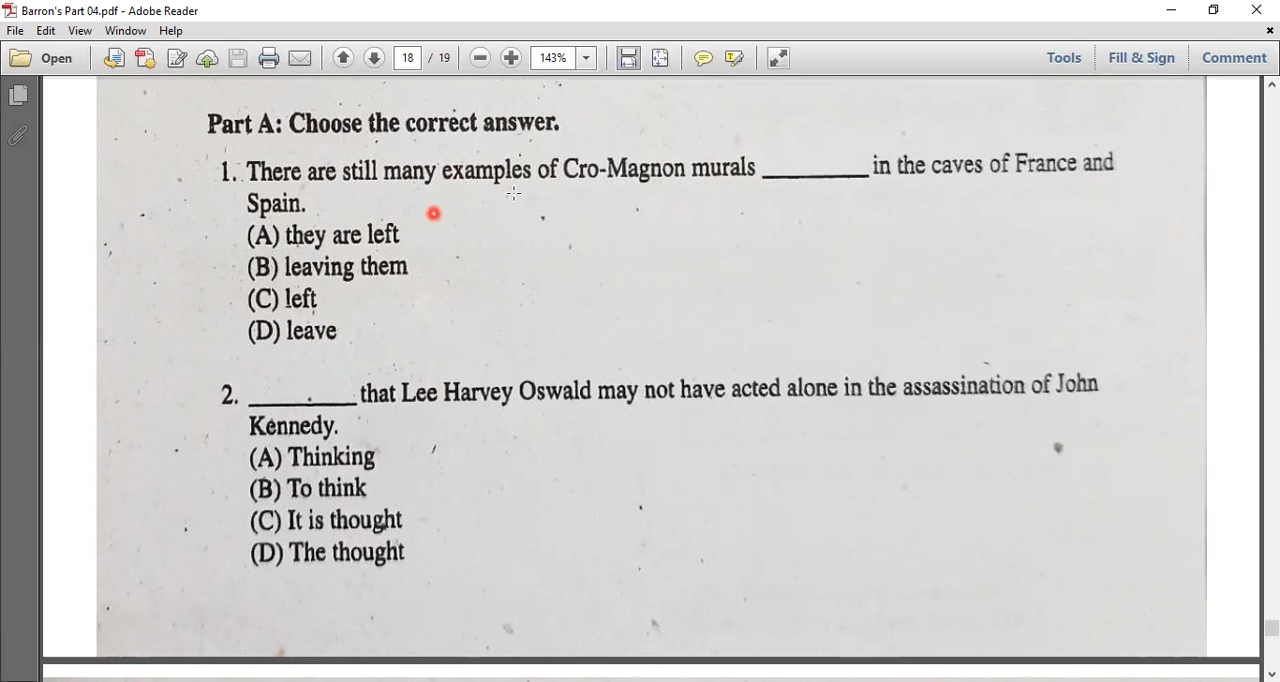 Barron's Part 04.pdf - Adobe Reader
File Edit View Window Help
Open 18 / 19 143% Tools Fill & Sign Comment
Part A: Choose the correct answer.
1. There are still many examples of Cro-Magnon murals ________ in the caves of France and
Spain.
(A) they are left
(B) leaving them
(C) left
(D) leave
2. ________ that Lee Harvey Oswald may not have acted alone in the assassination of John
Kennedy.
(A) Thinking
(B) To think
(C) It is thought
(D) The thought